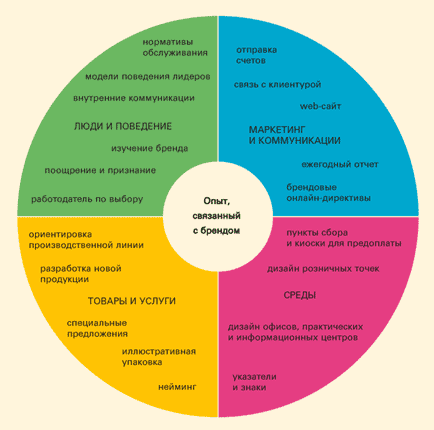 нормативы
обслуживания
модели поведения лидеров
внутренние коммуникации
ЛЮДИ И ПОВЕДЕНИЕ
изучение бренда
поощрение и признание
работодатель по выбору
отправка
счетов
связь с клиентурой
web-сайт
МАРКЕТИНГ
И КОММУНИКАЦИИ
ежегодный отчет
брендовые
онлайн-директивы
Опыт,
связанный
с брендом
ориентировка
производственной линии
разработка новой
продукции
ТОВАРЫ И УСЛУГИ
специальные
предложения
иллюстративная
упаковка
нейминг
пункты сбора
и киоски для предоплаты
дизайн розничных точек
СРЕДЫ
дизайн офисов, практических
и информационных центров
указатели
и знаки